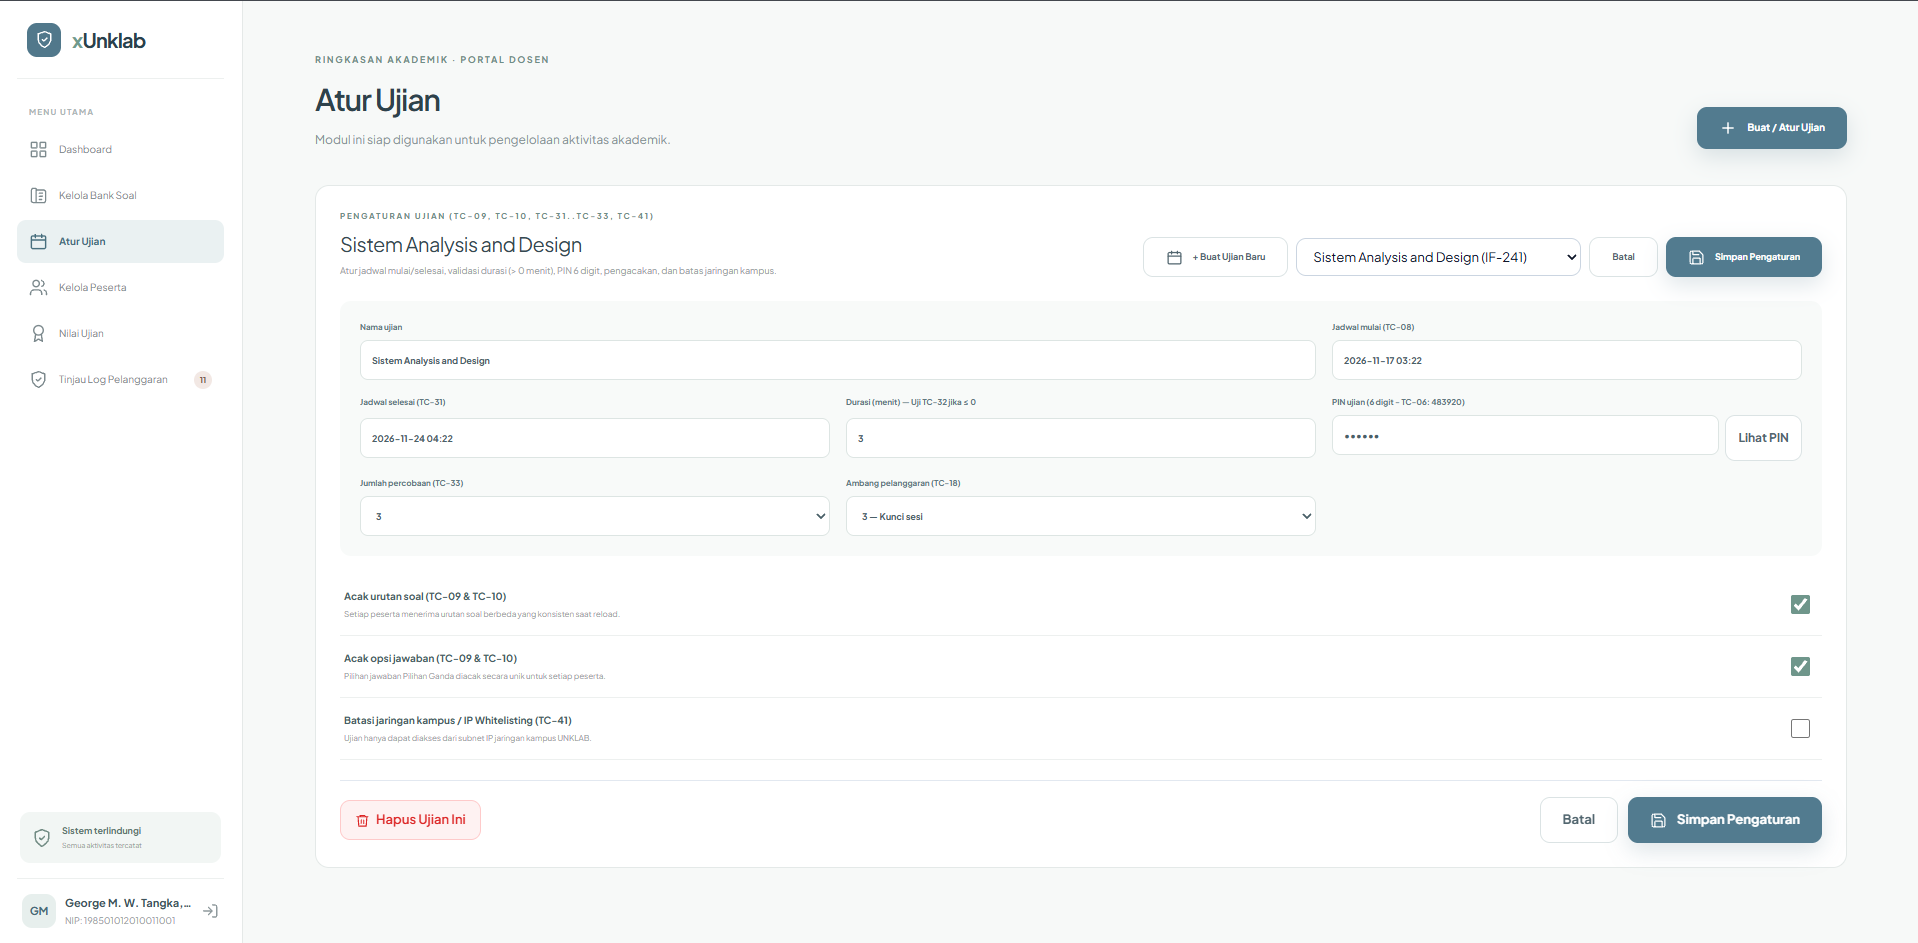 xUnklab
MENU UTAMA
Dashboard
Kelola Bank Soal
Atur Ujian
Kelola Peserta
Nilai Ujian
Tinjau Log Pelanggaran 11
Sistem terlindungi
Semua aktivitas tercatat
GM
George M. W. Tangka,...
NIP: 198501012010011001
RINGKASAN AKADEMIK · PORTAL DOSEN
Atur Ujian
Modul ini siap digunakan untuk pengelolaan aktivitas akademik.
Buat / Atur Ujian
PENGATURAN UJIAN (TC-09, TC-10, TC-31..TC-33, TC-41)
Sistem Analysis and Design
Atur jadwal mulai/selesai, validasi durasi (> 0 menit), PIN 6 digit, pengacakan, dan batas jaringan kampus.
+ Buat Ujian Baru
Sistem Analysis and Design (IF-241)
Batal
Simpan Pengaturan
Nama ujian
Sistem Analysis and Design
Jadwal mulai (TC-08)
2026-11-17 03:22
Jadwal selesai (TC-31)
2026-11-24 04:22
Durasi (menit) — Uji TC-32 jika ≤ 0
3
PIN ujian (6 digit - TC-06: 483920)
••••••
Lihat PIN
Jumlah percobaan (TC-33)
3
Ambang pelanggaran (TC-18)
3 — Kunci sesi
Acak urutan soal (TC-09 & TC-10)
Setiap peserta menerima urutan soal berbeda yang konsisten saat reload.
Acak opsi jawaban (TC-09 & TC-10)
Pilihan jawaban Pilihan Ganda diacak secara unik untuk setiap peserta.
Batasi jaringan kampus / IP Whitelisting (TC-41)
Ujian hanya dapat diakses dari subnet IP jaringan kampus UNKLAB.
Hapus Ujian Ini
Batal
Simpan Pengaturan